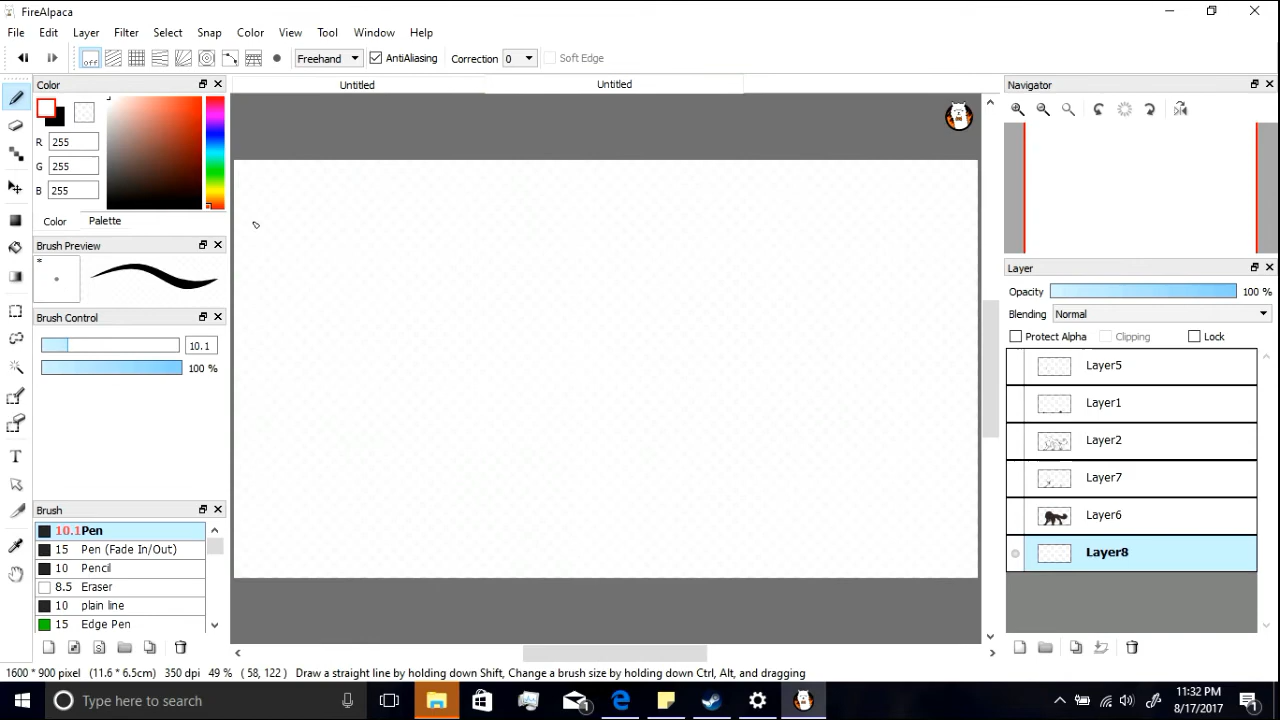 FireAlpaca
File Edit Layer Filter Select Snap Color View Tool Window Help
off Freehand AntiAliasing Correction 0 Soft Edge
Color Untitled Untitled Navigator
R 255
G 255
B 255
Color Palette
Brush Preview
*
Brush Control
10.1
100 %
Brush
10.1 Pen
15 Pen (Fade In/Out)
10 Pencil
8.5 Eraser
10 plain line
15 Edge Pen
Layer
Opacity 100 %
Blending Normal
Protect Alpha Clipping Lock
Layer5
Layer1
Layer2
Layer7
Layer6
Layer8
1600 * 900 pixel (11.6 * 6.5cm) 350 dpi 49 % ( 58, 122 ) Draw a straight line by holding down Shift, Change a brush size by holding down Ctrl, Alt, and dragging
Type here to search 1 11:32 PM
8/17/2017 1